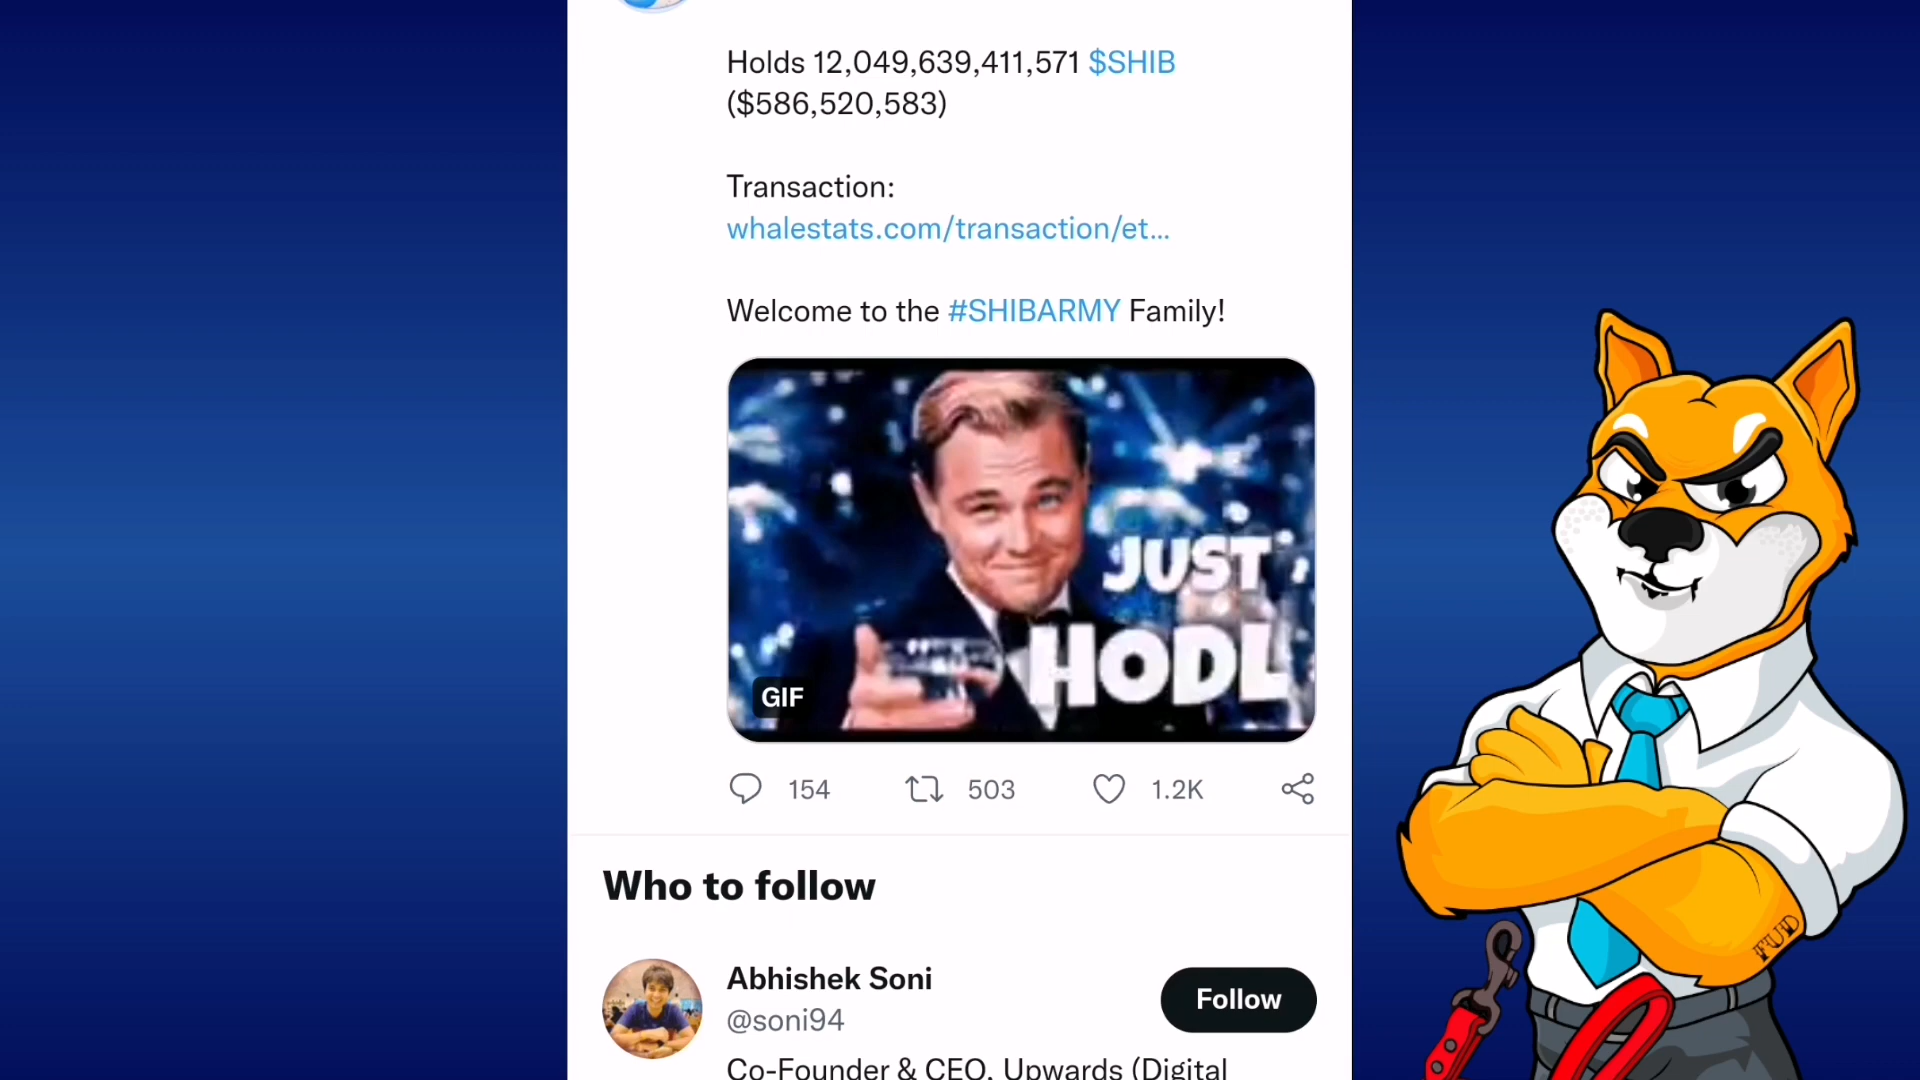 Holds 12,049,639,411,571 $SHIB
($586,520,583)
Transaction:
whalestats.com/transaction/et...
Welcome to the #SHIBARMY Family!
JUST
HODL
GIF
154 503 1.2K
Who to follow
Abhishek Soni
@soni94
Follow
Co-Founder & CEO, Upwards (Digital
FUD